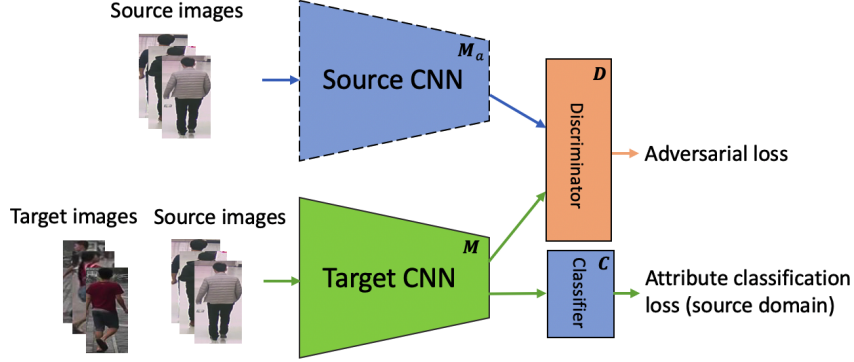 Source images
M_a
Source CNN
D
Discriminator
Adversarial loss
Target images
Source images
M
Target CNN
C
Classifier
Attribute classification
loss (source domain)